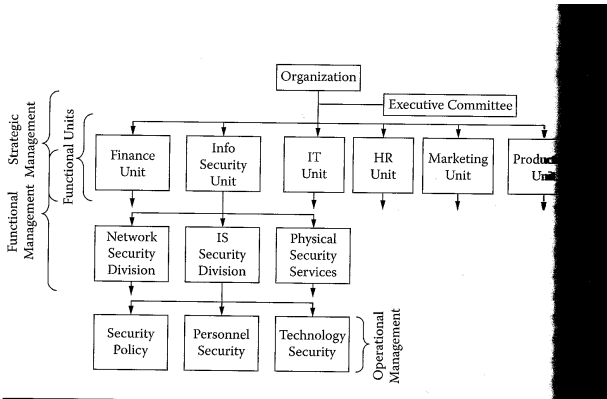 Organization
Executive Committee
Strategic
Management
Functional Units
Functional
Management
Finance
Unit
Info
Security
Unit
IT
Unit
HR
Unit
Marketing
Unit
Network
Security
Division
IS
Security
Division
Physical
Security
Services
Security
Policy
Personnel
Security
Technology
Security
Operational
Management